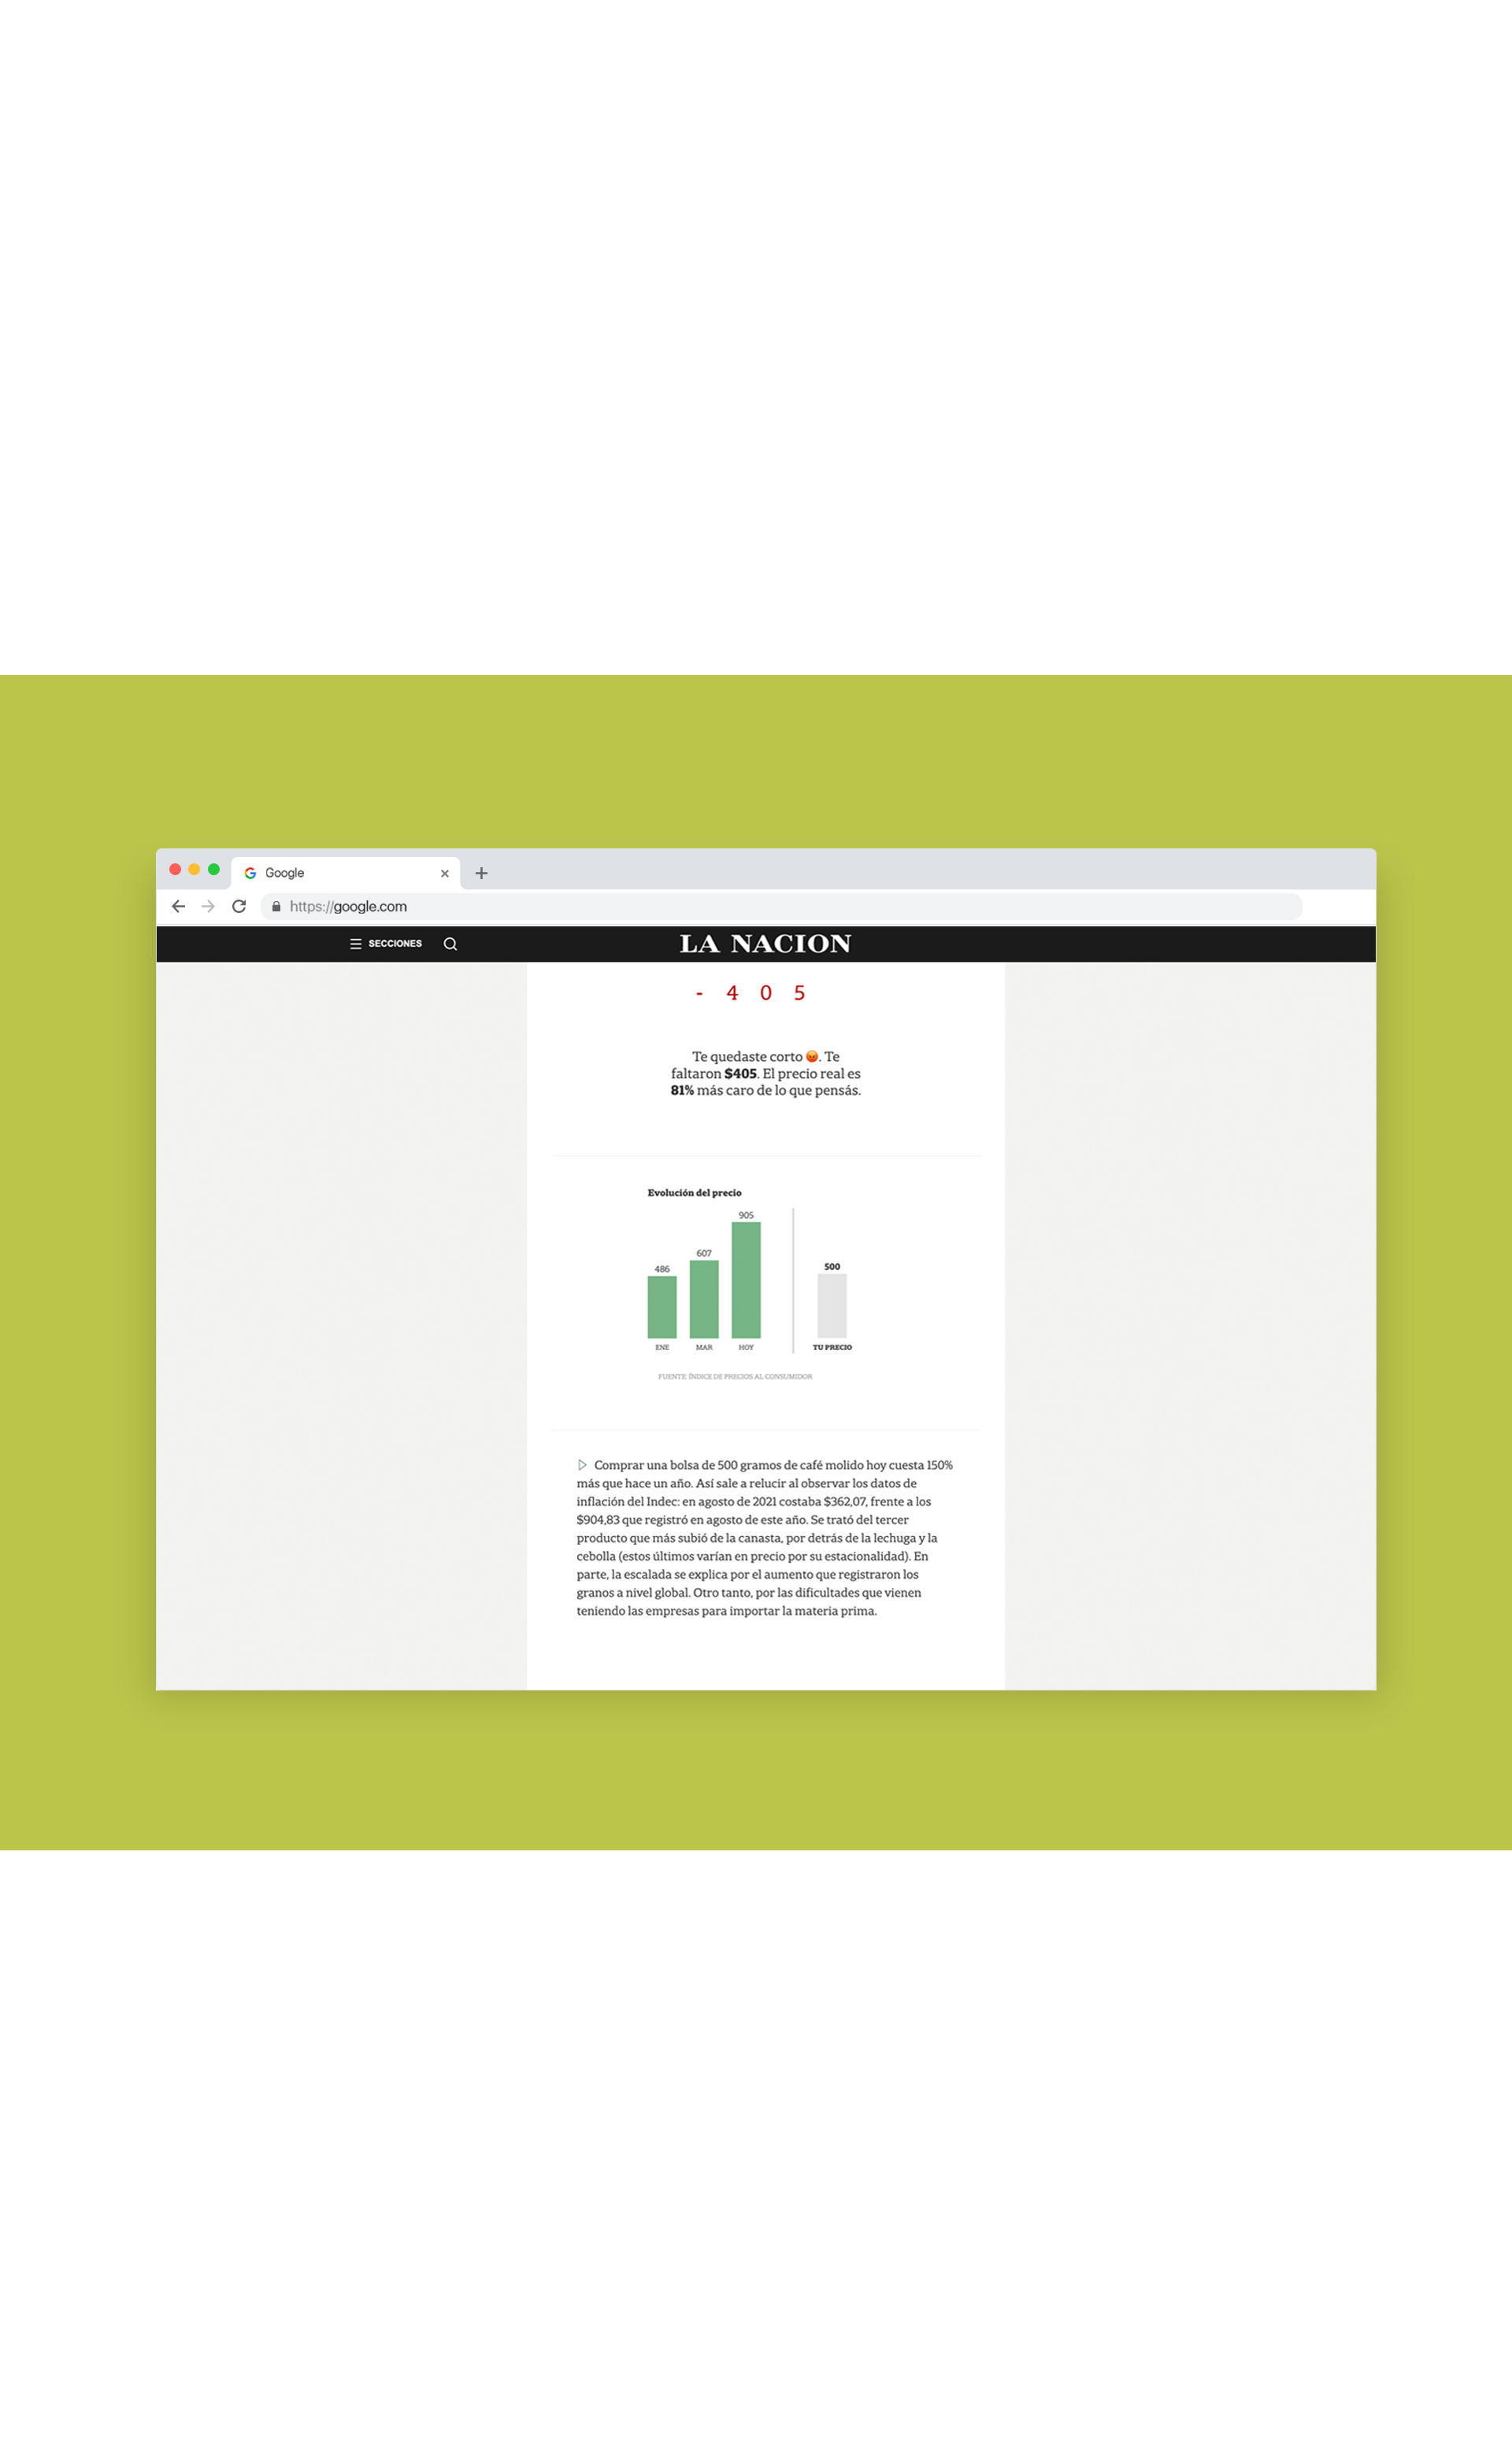 Google
https://google.com
SECCIONES
LA NACION
- 4 0 5
Te quedaste corto 😡. Te
faltaron $405. El precio real es
81% más caro de lo que pensás.
Evolución del precio
486
607
905
500
ENE
MAR
HOY
TU PRECIO
FUENTE: ÍNDICE DE PRECIOS AL CONSUMIDOR
Comprar una bolsa de 500 gramos de café molido hoy cuesta 150%
más que hace un año. Así sale a relucir al observar los datos de
inflación del Indec: en agosto de 2021 costaba $362,07, frente a los
$904,83 que registró en agosto de este año. Se trató del tercer
producto que más subió de la canasta, por detrás de la lechuga y la
cebolla (estos últimos varían en precio por su estacionalidad). En
parte, la escalada se explica por el aumento que registraron los
granos a nivel global. Otro tanto, por las dificultades que vienen
teniendo las empresas para importar la materia prima.